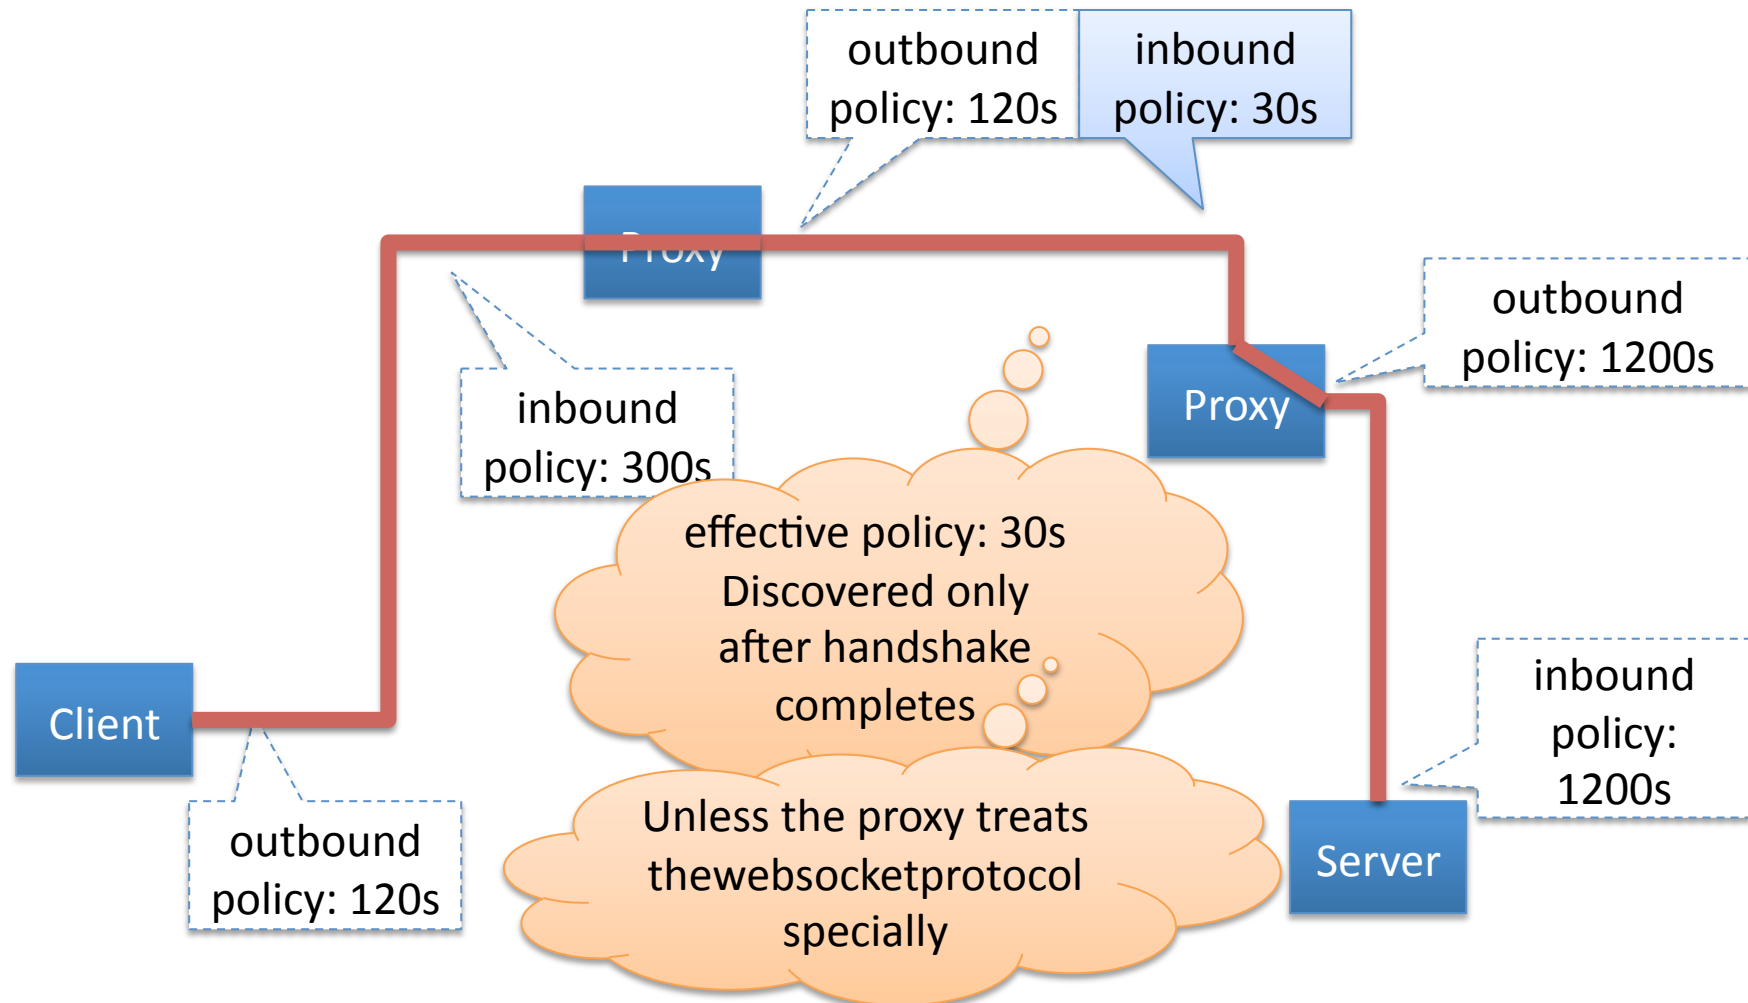 outbound
policy: 120s
inbound
policy: 30s
Proxy
outbound
policy: 1200s
Proxy
inbound
policy: 300s
effective policy: 30s
Discovered only
after handshake
completes
Client
inbound
policy:
1200s
outbound
policy: 120s
Unless the proxy treats
thewebsocketprotocol
specially
Server